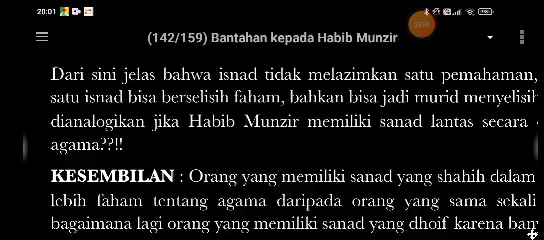 20:01
20:50
(142/159) Bantahan kepada Habib Munzir
Dari sini jelas bahwa isnad tidak melazimkan satu pemahaman,
satu isnad bisa berselisih faham, bahkan bisa jadi murid menyelisih
dianalogikan jika Habib Munzir memiliki sanad lantas secara
agama??!!
KESEMBILAN : Orang yang memiliki sanad yang shahih dalam
lebih faham tentang agama daripada orang yang sama sekali
bagaimana lagi orang yang memiliki sanad yang dhoif karena